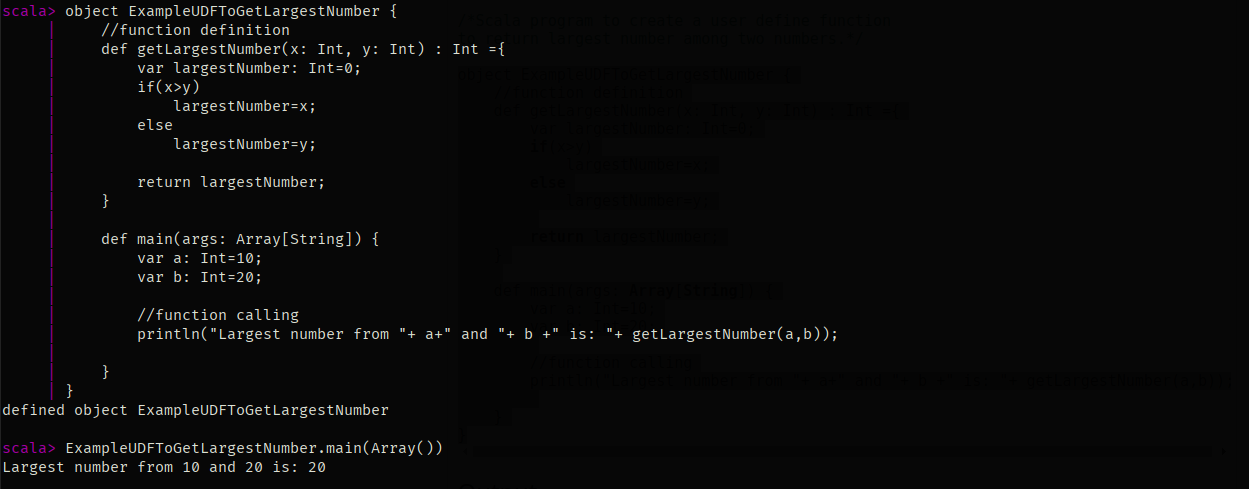 scala> object ExampleUDFToGetLargestNumber {
     |     //function definition
     |     def getLargestNumber(x: Int, y: Int) : Int ={
     |         var largestNumber: Int=0;
     |         if(x>y)
     |             largestNumber=x;
     |         else
     |             largestNumber=y;
     |
     |         return largestNumber;
     |     }
     |
     |     def main(args: Array[String]) {
     |         var a: Int=10;
     |         var b: Int=20;
     |
     |         //function calling
     |         println("Largest number from "+ a+" and "+ b +" is: "+ getLargestNumber(a,b));
     |
     |     }
     | }
defined object ExampleUDFToGetLargestNumber

scala> ExampleUDFToGetLargestNumber.main(Array())
Largest number from 10 and 20 is: 20